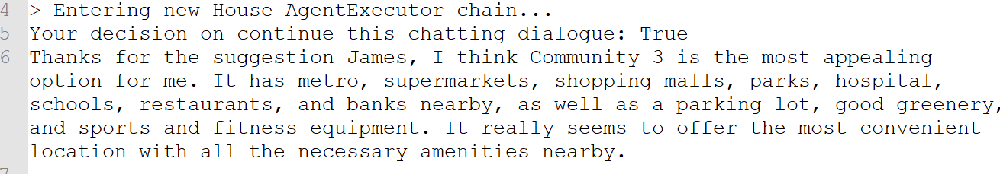 4 > Entering new House_AgentExecutor chain...
5 Your decision on continue this chatting dialogue: True
6 Thanks for the suggestion James, I think Community 3 is the most appealing
option for me. It has metro, supermarkets, shopping malls, parks, hospital,
schools, restaurants, and banks nearby, as well as a parking lot, good greenery,
and sports and fitness equipment. It really seems to offer the most convenient
location with all the necessary amenities nearby.